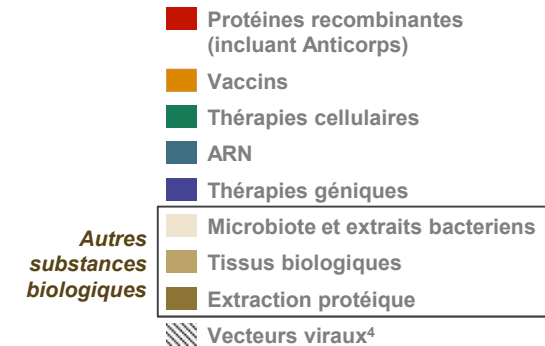 Protéines recombinantes
(incluant Anticorps)
Vaccins
Thérapies cellulaires
ARN
Thérapies géniques
Autres
substances
biologiques
Microbiote et extraits bacteriens
Tissus biologiques
Extraction protéique
Vecteurs viraux⁴